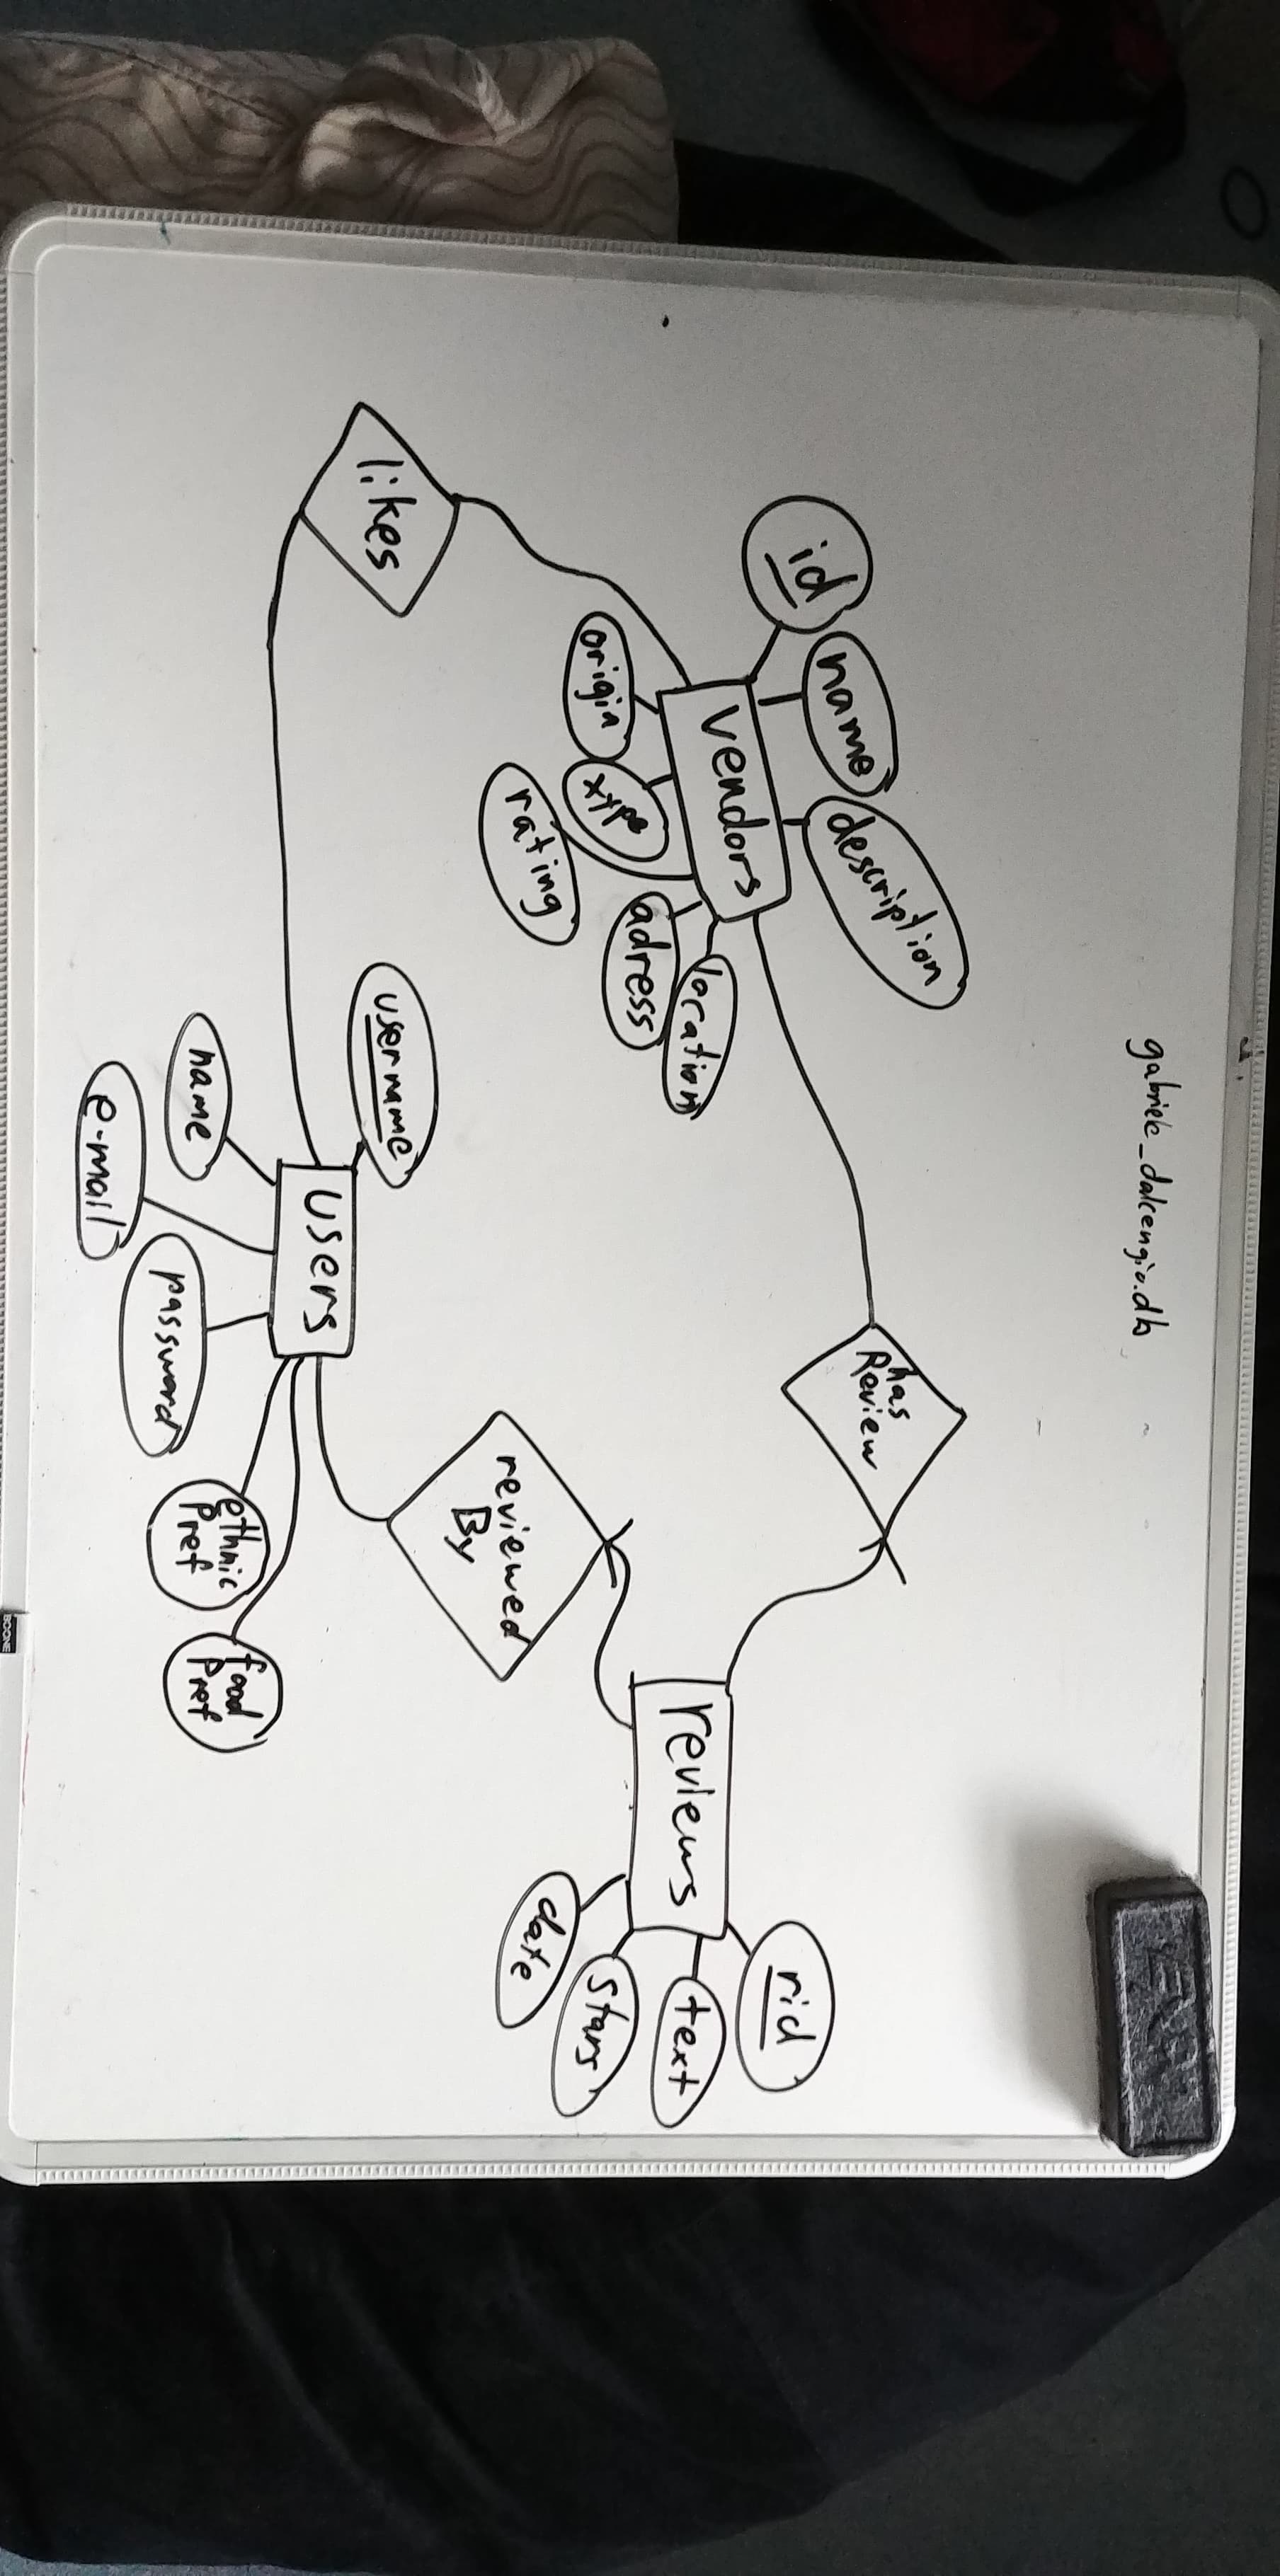 gabriele_dalcengio.db
id
name
description
vendors
origin
type
rating
adress
location
likes
has
Review
username
users
name
e-mail
password
ethnic
pref
food
pref
reviewed
By
reviews
rid
text
stars
date
BOONE